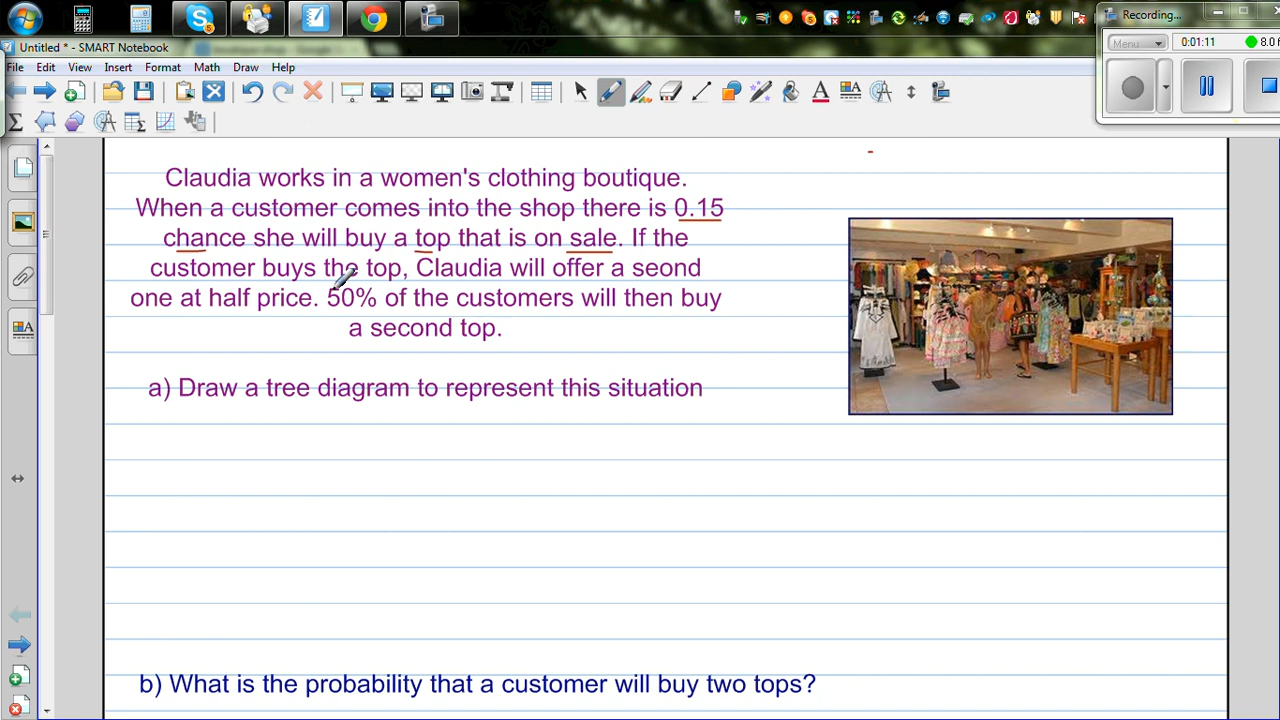 Recording...
Untitled * - SMART Notebook
Menu
0:01:11
8.0 f
File Edit View Insert Format Math Draw Help
Claudia works in a women's clothing boutique.
When a customer comes into the shop there is 0.15
chance she will buy a top that is on sale. If the
customer buys the top, Claudia will offer a seond
one at half price. 50% of the customers will then buy
a second top.
a) Draw a tree diagram to represent this situation
b) What is the probability that a customer will buy two tops?